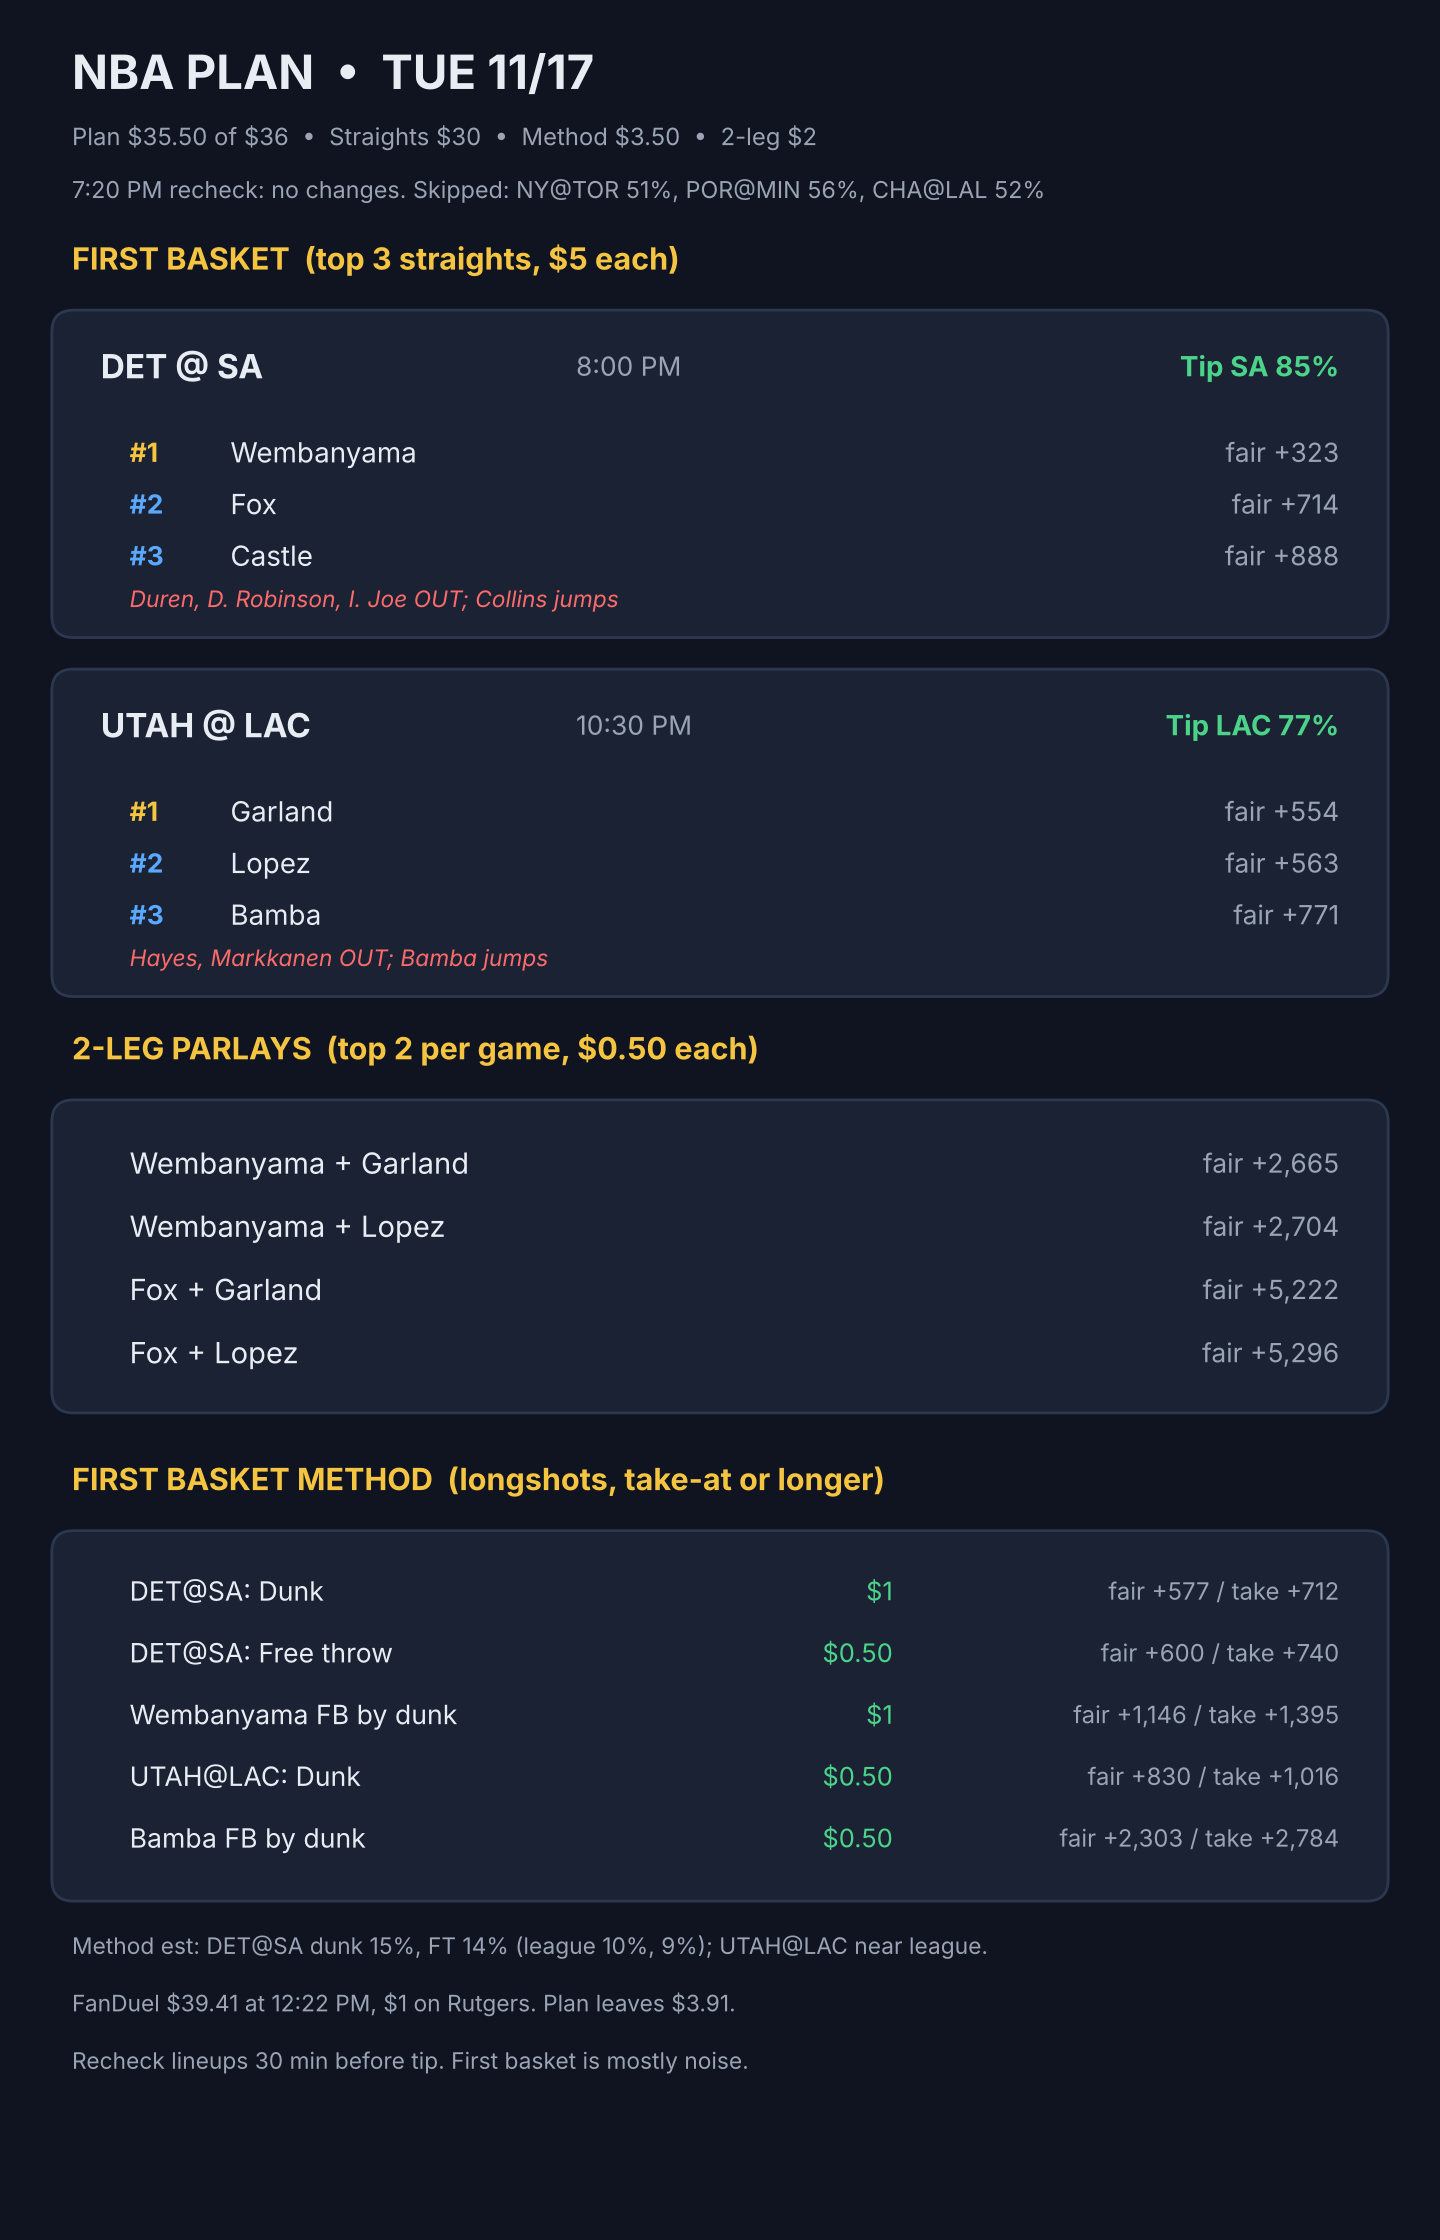 NBA PLAN • TUE 11/17
Plan $35.50 of $36 • Straights $30 • Method $3.50 • 2-leg $2
7:20 PM recheck: no changes. Skipped: NY@TOR 51%, POR@MIN 56%, CHA@LAL 52%
FIRST BASKET (top 3 straights, $5 each)
DET @ SA 8:00 PM Tip SA 85%
#1 Wembanyama fair +323
#2 Fox fair +714
#3 Castle fair +888
Duren, D. Robinson, I. Joe OUT; Collins jumps
UTAH @ LAC 10:30 PM Tip LAC 77%
#1 Garland fair +554
#2 Lopez fair +563
#3 Bamba fair +771
Hayes, Markkanen OUT; Bamba jumps
2-LEG PARLAYS (top 2 per game, $0.50 each)
Wembanyama + Garland fair +2,665
Wembanyama + Lopez fair +2,704
Fox + Garland fair +5,222
Fox + Lopez fair +5,296
FIRST BASKET METHOD (longshots, take-at or longer)
DET@SA: Dunk $1 fair +577 / take +712
DET@SA: Free throw $0.50 fair +600 / take +740
Wembanyama FB by dunk $1 fair +1,146 / take +1,395
UTAH@LAC: Dunk $0.50 fair +830 / take +1,016
Bamba FB by dunk $0.50 fair +2,303 / take +2,784
Method est: DET@SA dunk 15%, FT 14% (league 10%, 9%); UTAH@LAC near league.
FanDuel $39.41 at 12:22 PM, $1 on Rutgers. Plan leaves $3.91.
Recheck lineups 30 min before tip. First basket is mostly noise.